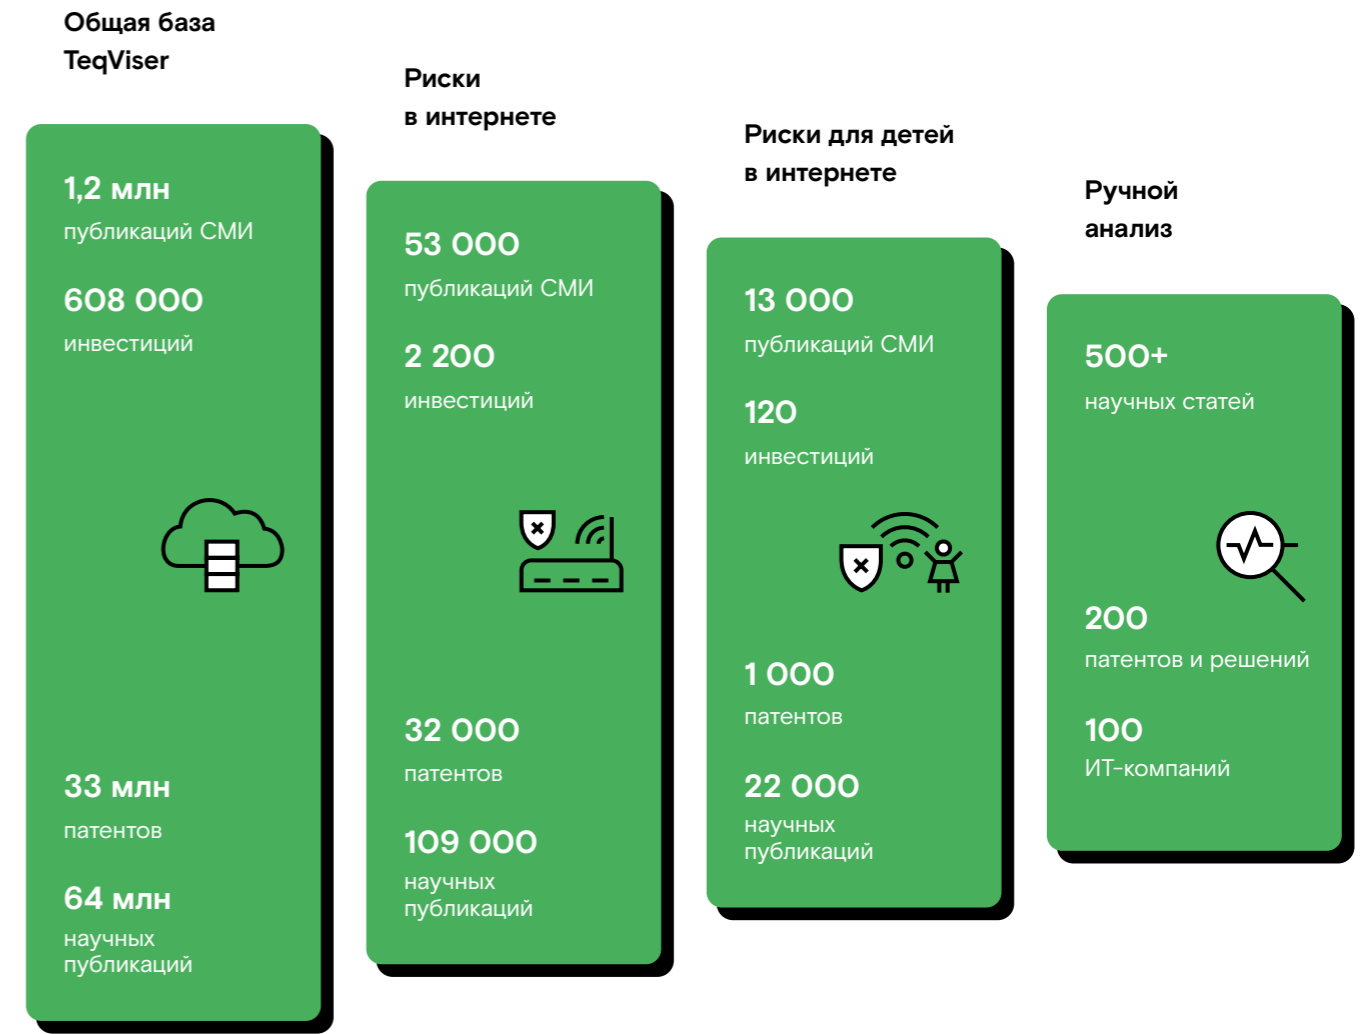 Общая база
TeqViser
1,2 млн
публикаций СМИ
608 000
инвестиций
33 млн
патентов
64 млн
научных
публикаций
Риски
в интернете
53 000
публикаций СМИ
2 200
инвестиций
32 000
патентов
109 000
научных
публикаций
Риски для детей
в интернете
13 000
публикаций СМИ
120
инвестиций
1 000
патентов
22 000
научных
публикаций
Ручной
анализ
500+
научных статей
200
патентов и решений
100
ИТ-компаний